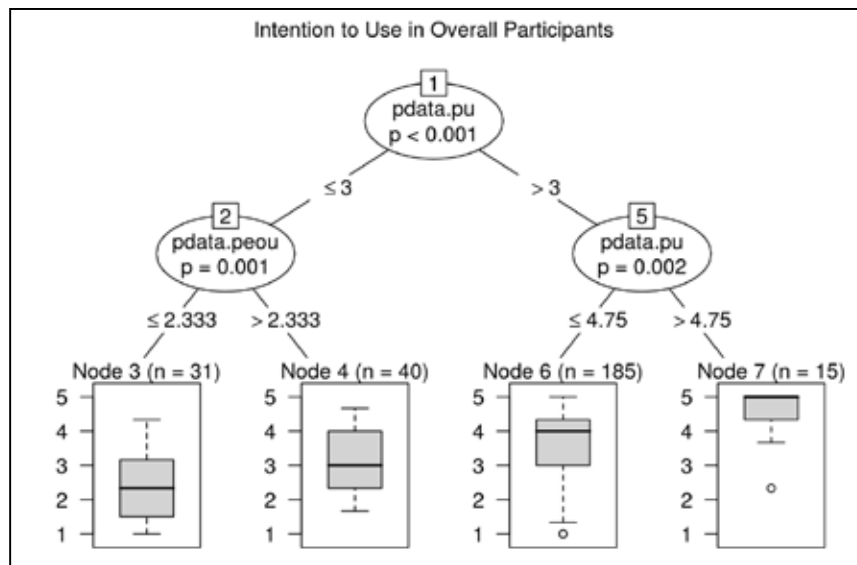 Intention to Use in Overall Participants
1
pdata.pu
p < 0.001
≤ 3
> 3
2
pdata.peou
p = 0.001
5
pdata.pu
p = 0.002
≤ 2.333
> 2.333
≤ 4.75
> 4.75
Node 3 (n = 31)
Node 4 (n = 40)
Node 6 (n = 185)
Node 7 (n = 15)
5
4
3
2
1
5
4
3
2
1
5
4
3
2
1
5
4
3
2
1